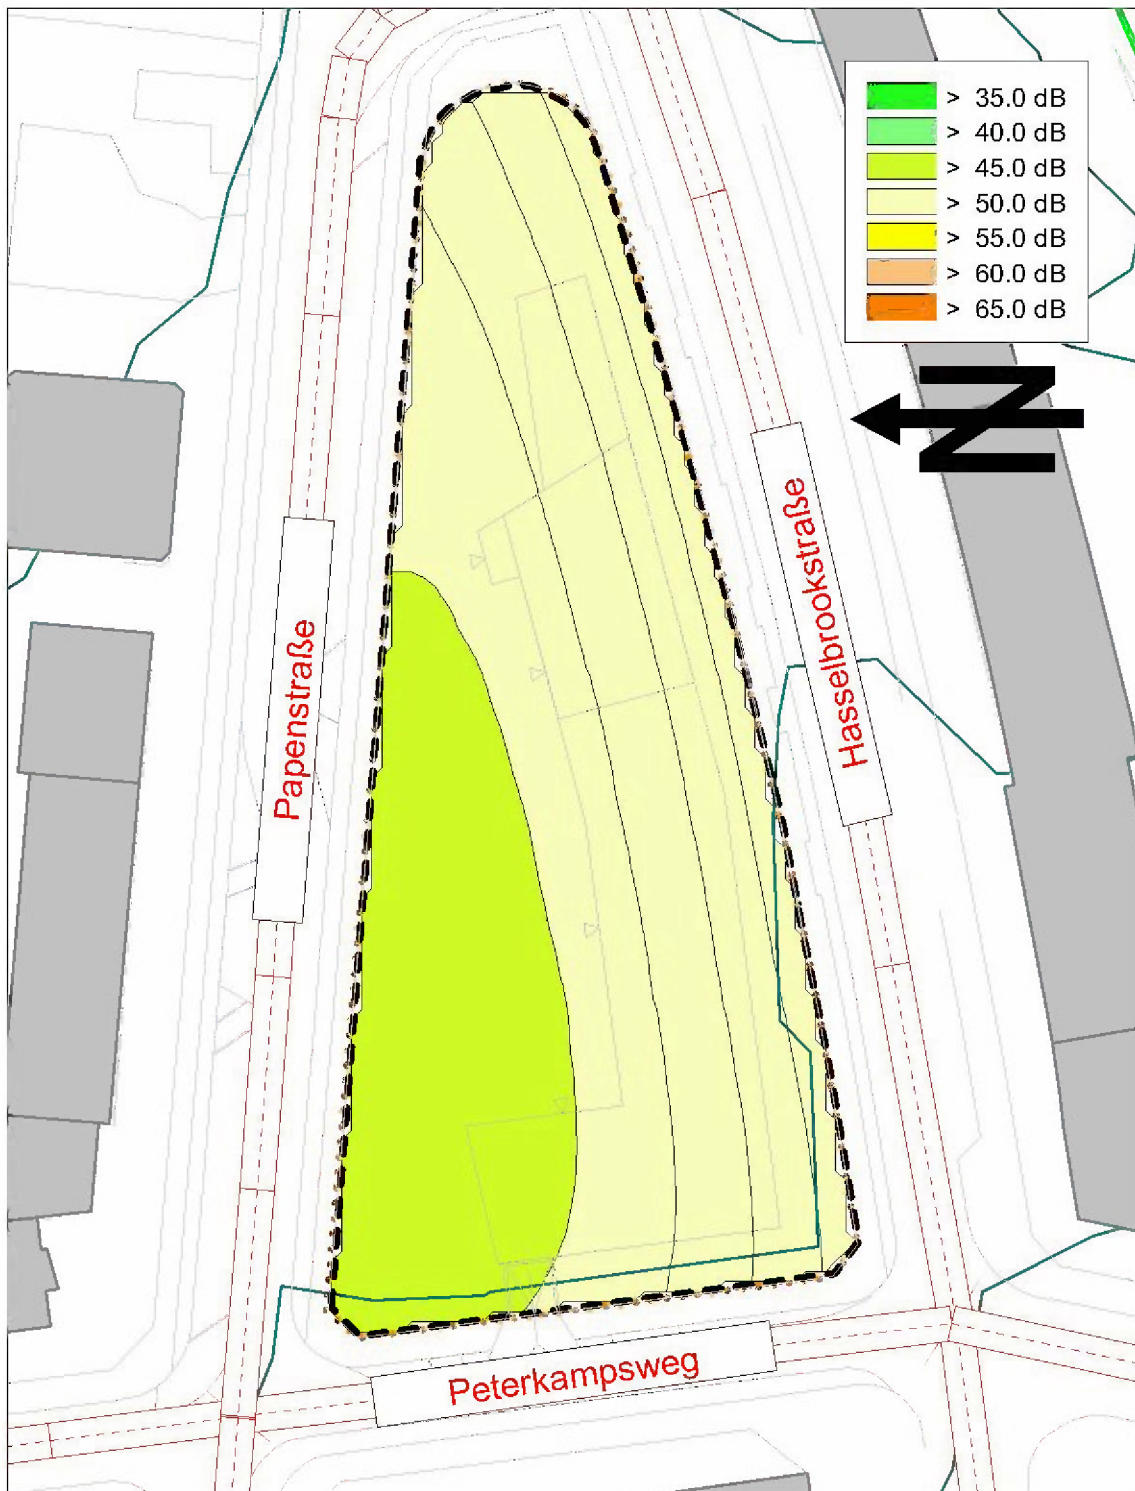 > 35.0 dB
> 40.0 dB
> 45.0 dB
> 50.0 dB
> 55.0 dB
> 60.0 dB
> 65.0 dB
N
Hasselbrookstraße
Papenstraße
Peterkampsweg